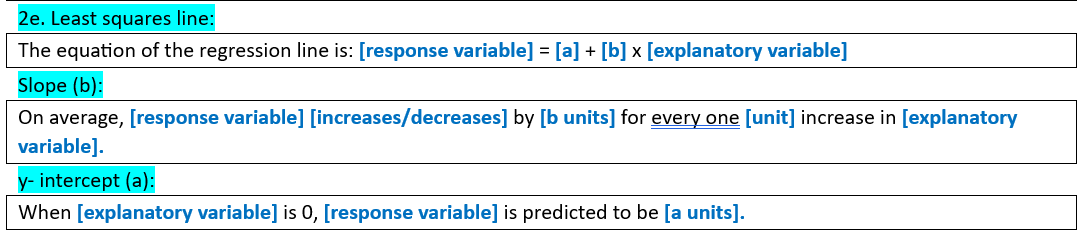 2e. Least squares line:
The equation of the regression line is: [response variable] = [a] + [b] x [explanatory variable]
Slope (b):
On average, [response variable] [increases/decreases] by [b units] for every one [unit] increase in [explanatory
variable].
y- intercept (a):
When [explanatory variable] is 0, [response variable] is predicted to be [a units].